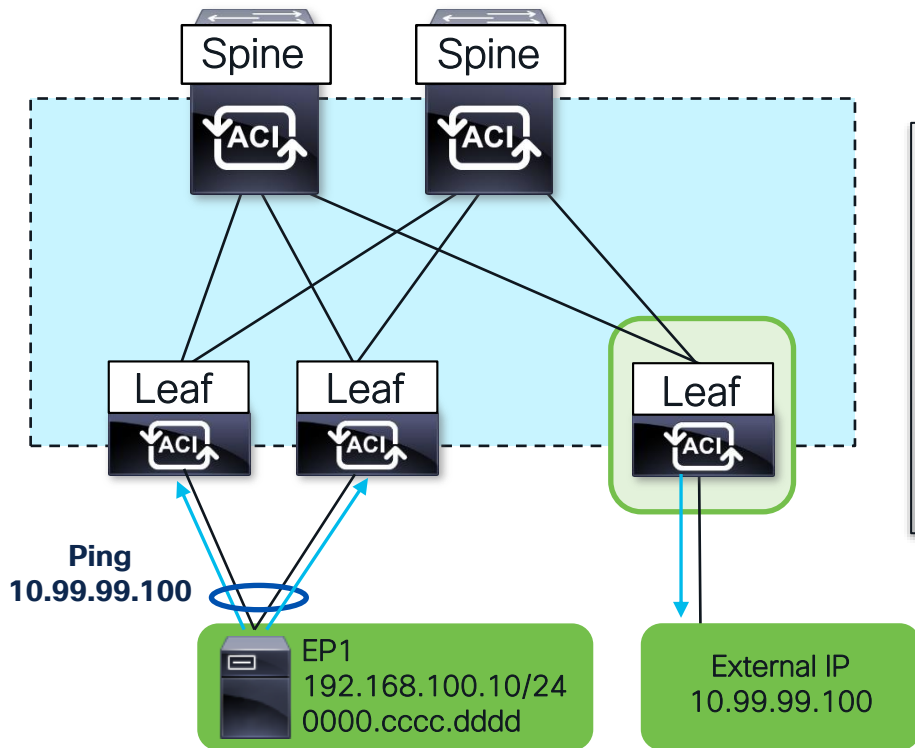 Spine
Spine
ACI
ACI
Leaf
Leaf
Leaf
ACI
ACI
ACI
Ping
10.99.99.100
EP1
192.168.100.10/24
0000.cccc.dddd
External IP
10.99.99.100